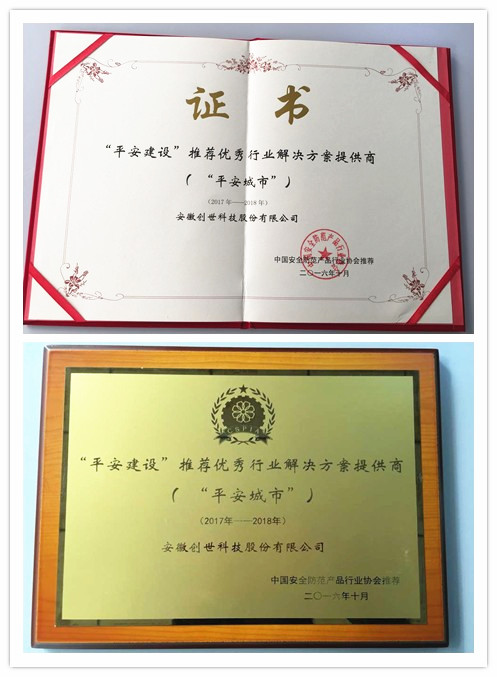 证 书
“平安建设”推荐优秀行业解决方案提供商
（“平安城市”）
（2017年——2018年）
安徽创世科技股份有限公司
中国安全防范产品行业协会推荐
二〇一六年十月
CSPIA
“平安建设”推荐优秀行业解决方案提供商
（“平安城市”）
（2017年——2018年）
安徽创世科技股份有限公司
中国安全防范产品行业协会推荐
二〇一六年十月